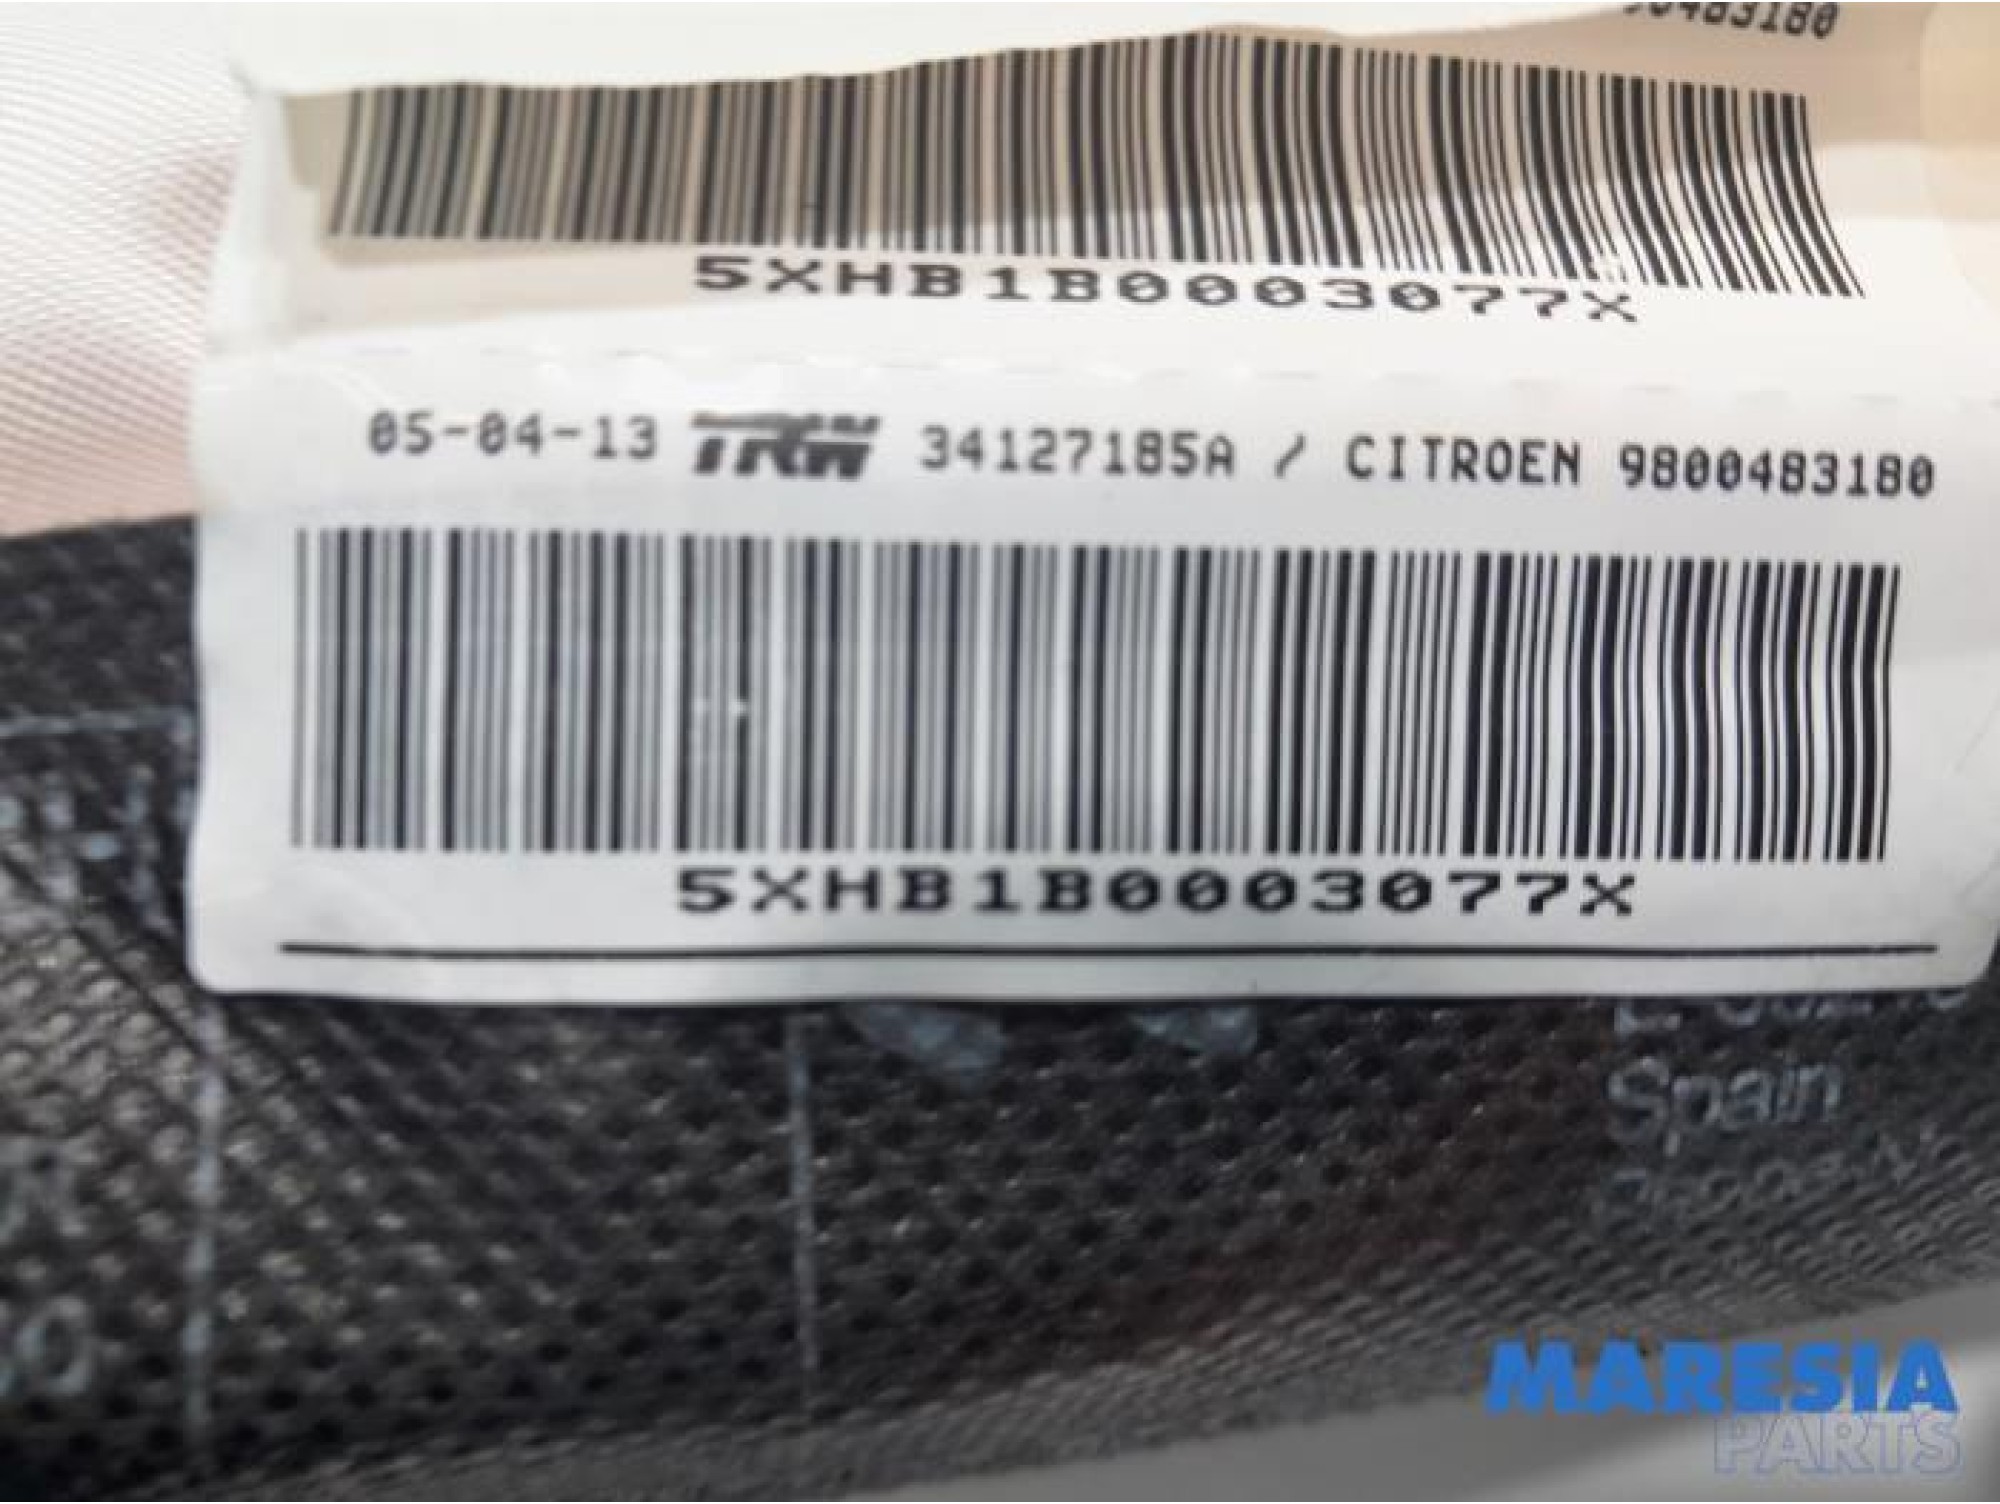 5XHB1B0003077X
05-04-13 TRW 34127185A / CITROEN 9800483180
5XHB1B0003077X
Spain
MARESIA
PARTS